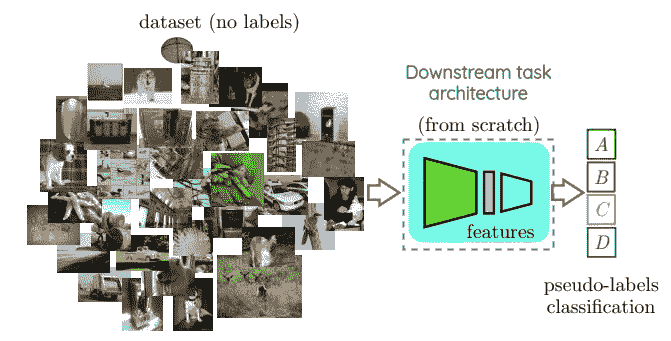 dataset (no labels)
Downstream task
architecture
(from scratch)
features
A
B
C
D
pseudo-labels
classification